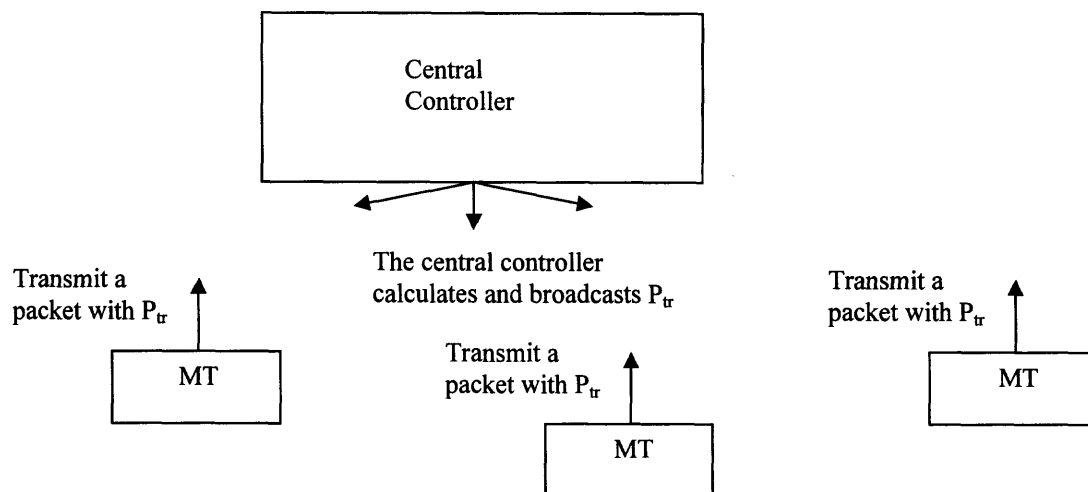 Central
Controller
The central controller
calculates and broadcasts P_tr
Transmit a
packet with P_tr
MT
Transmit a
packet with P_tr
MT
Transmit a
packet with P_tr
MT